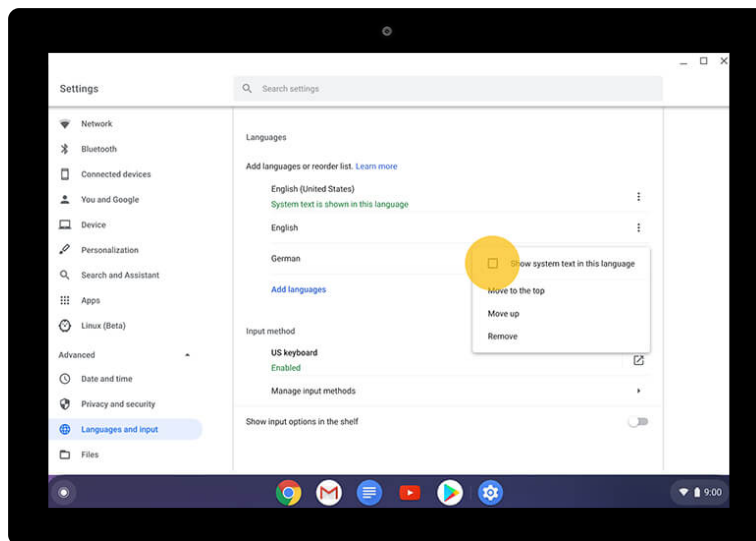 Settings
Search settings
Network
Bluetooth
Connected devices
You and Google
Device
Personalization
Search and Assistant
Apps
Linux (Beta)
Advanced
Date and time
Privacy and security
Languages and input
Files
Languages
Add languages or reorder list. Learn more
English (United States)
System text is shown in this language
English
German
Add languages
Show system text in this language
Move to the top
Move up
Remove
Input method
US keyboard
Enabled
Manage input methods
Show input options in the shelf
9:00